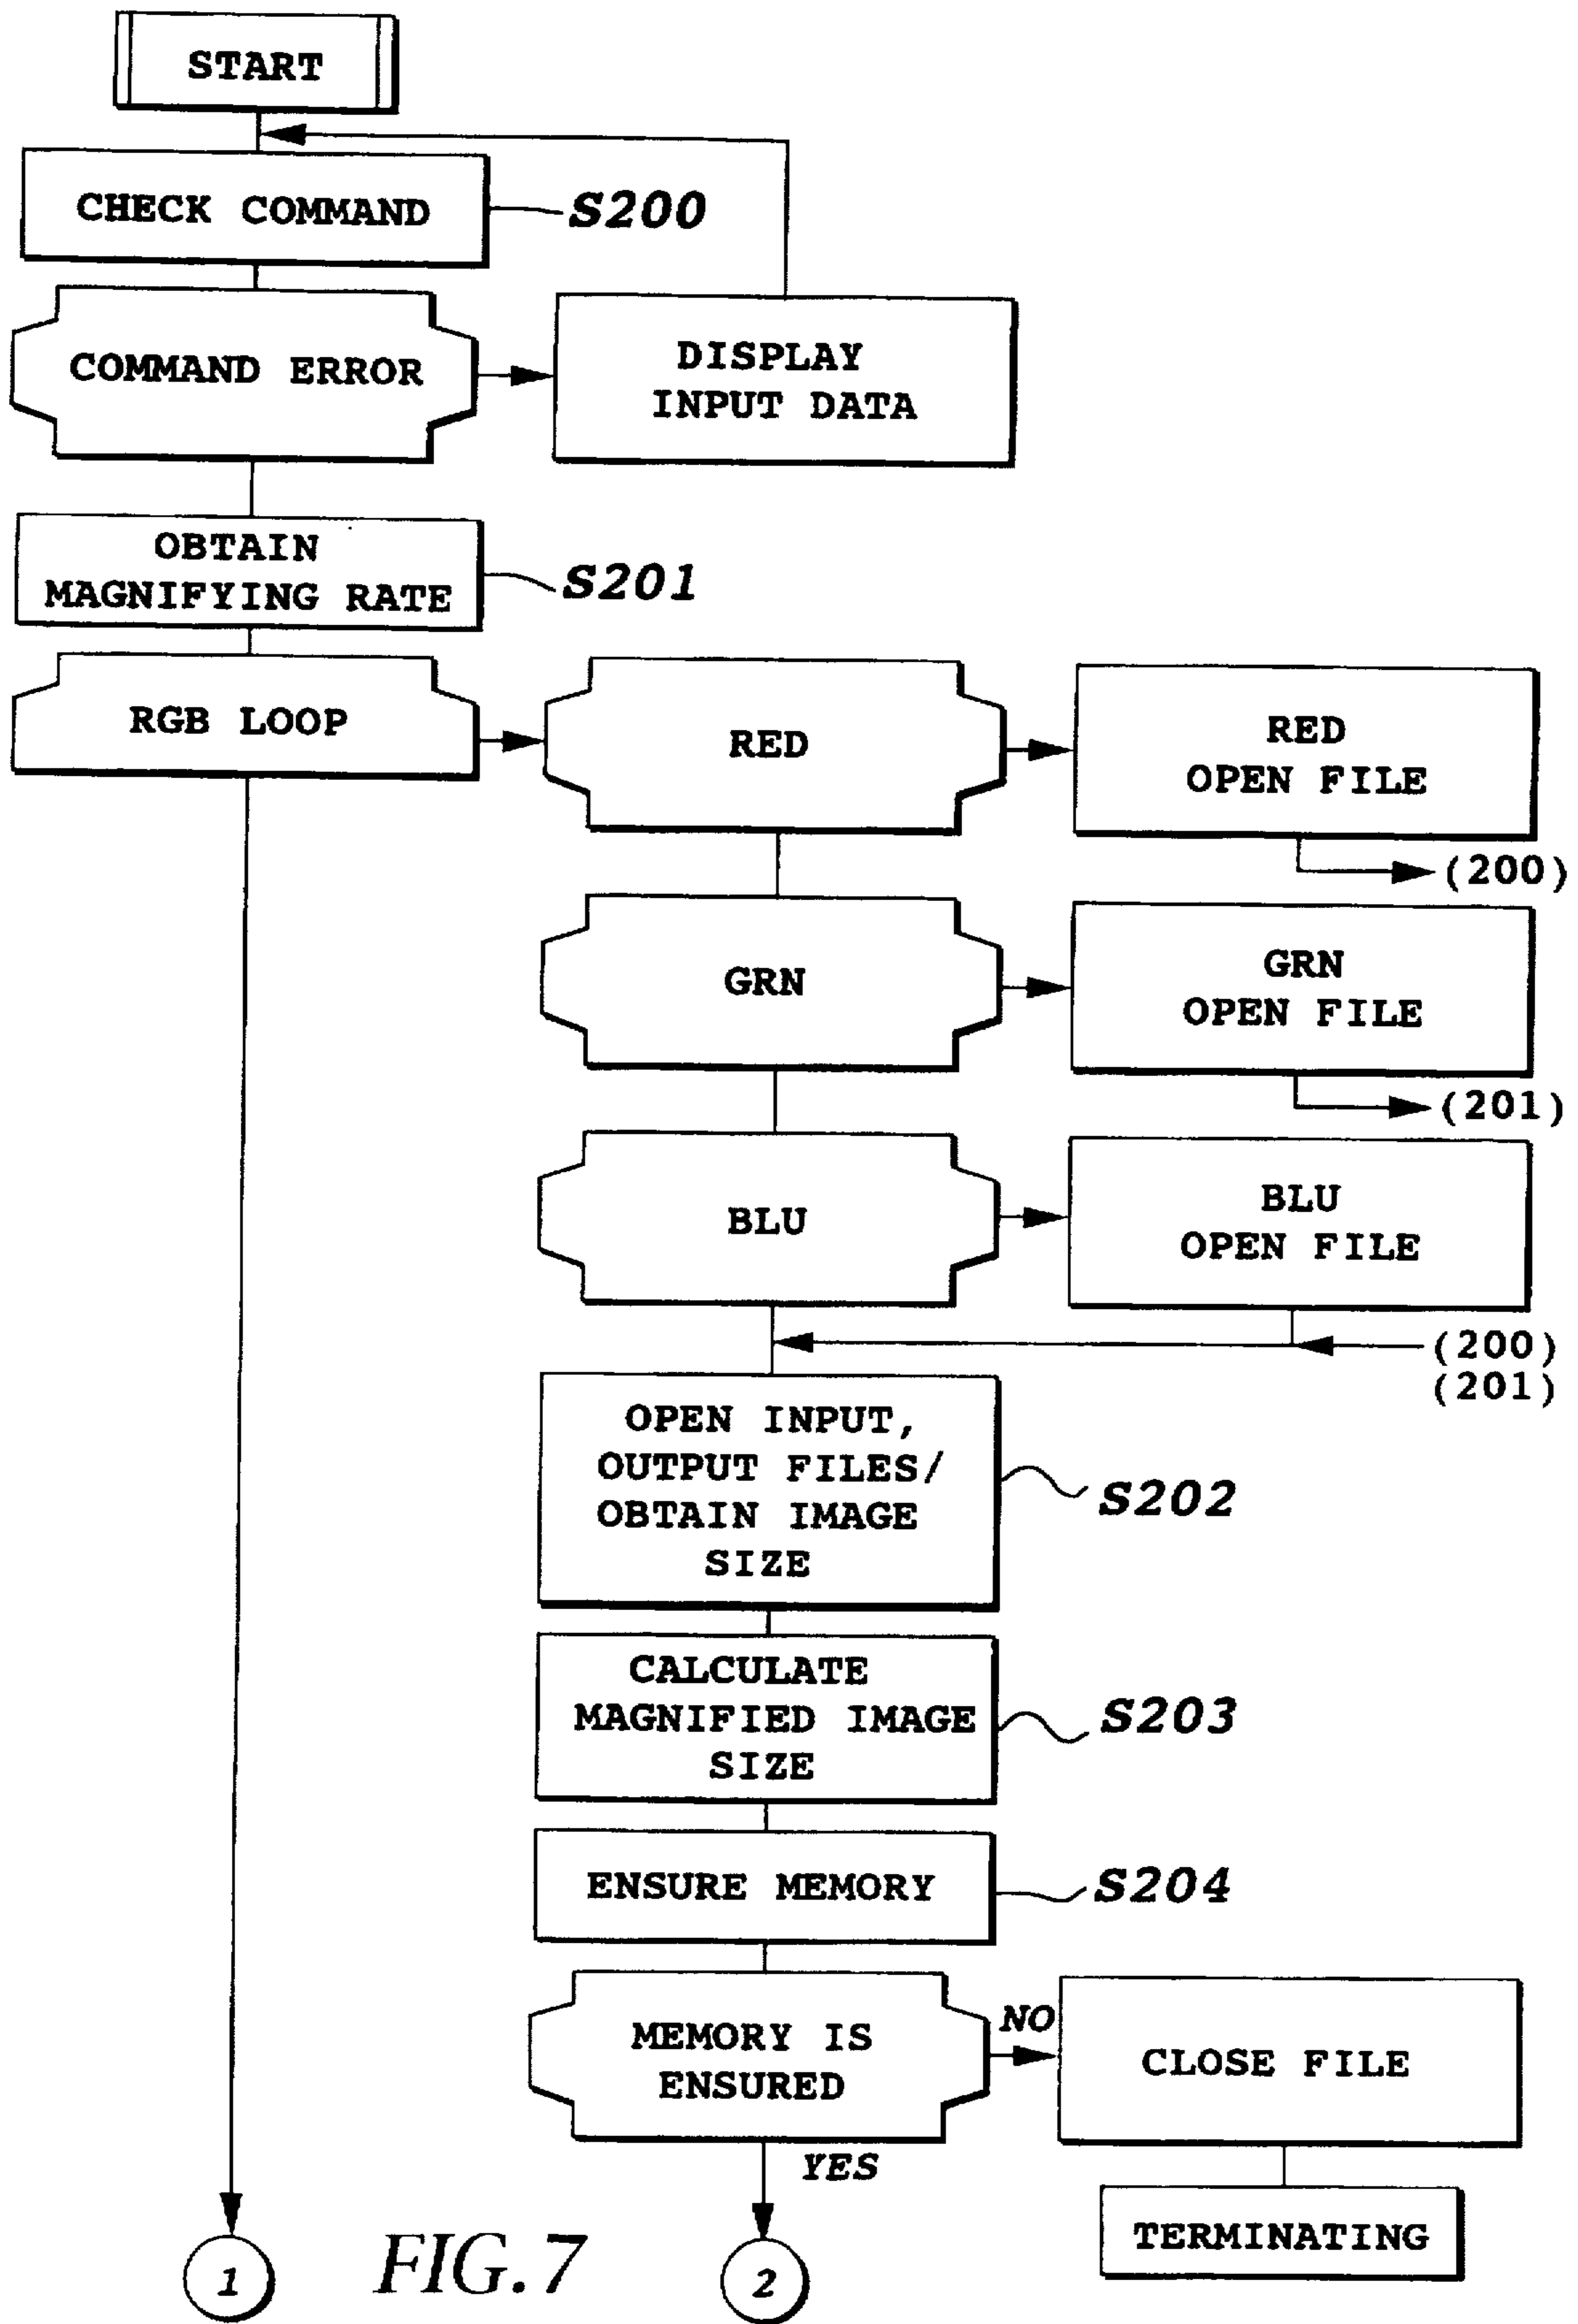 START
CHECK COMMAND
S200
COMMAND ERROR
DISPLAY
INPUT DATA
OBTAIN
MAGNIFYING RATE
S201
RGB LOOP
RED
RED
OPEN FILE
(200)
GRN
GRN
OPEN FILE
(201)
BLU
BLU
OPEN FILE
(200)
(201)
OPEN INPUT,
OUTPUT FILES/
OBTAIN IMAGE
SIZE
S202
CALCULATE
MAGNIFIED IMAGE
SIZE
S203
ENSURE MEMORY
S204
MEMORY IS
ENSURED
NO
CLOSE FILE
YES
TERMINATING
1
FIG. 7
2